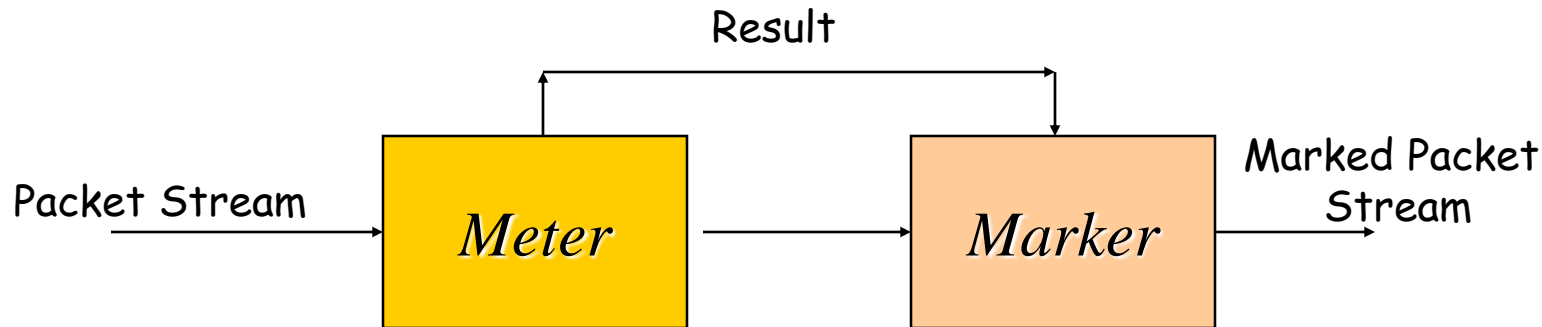 Result
Packet Stream
Meter
Marker
Marked Packet
Stream